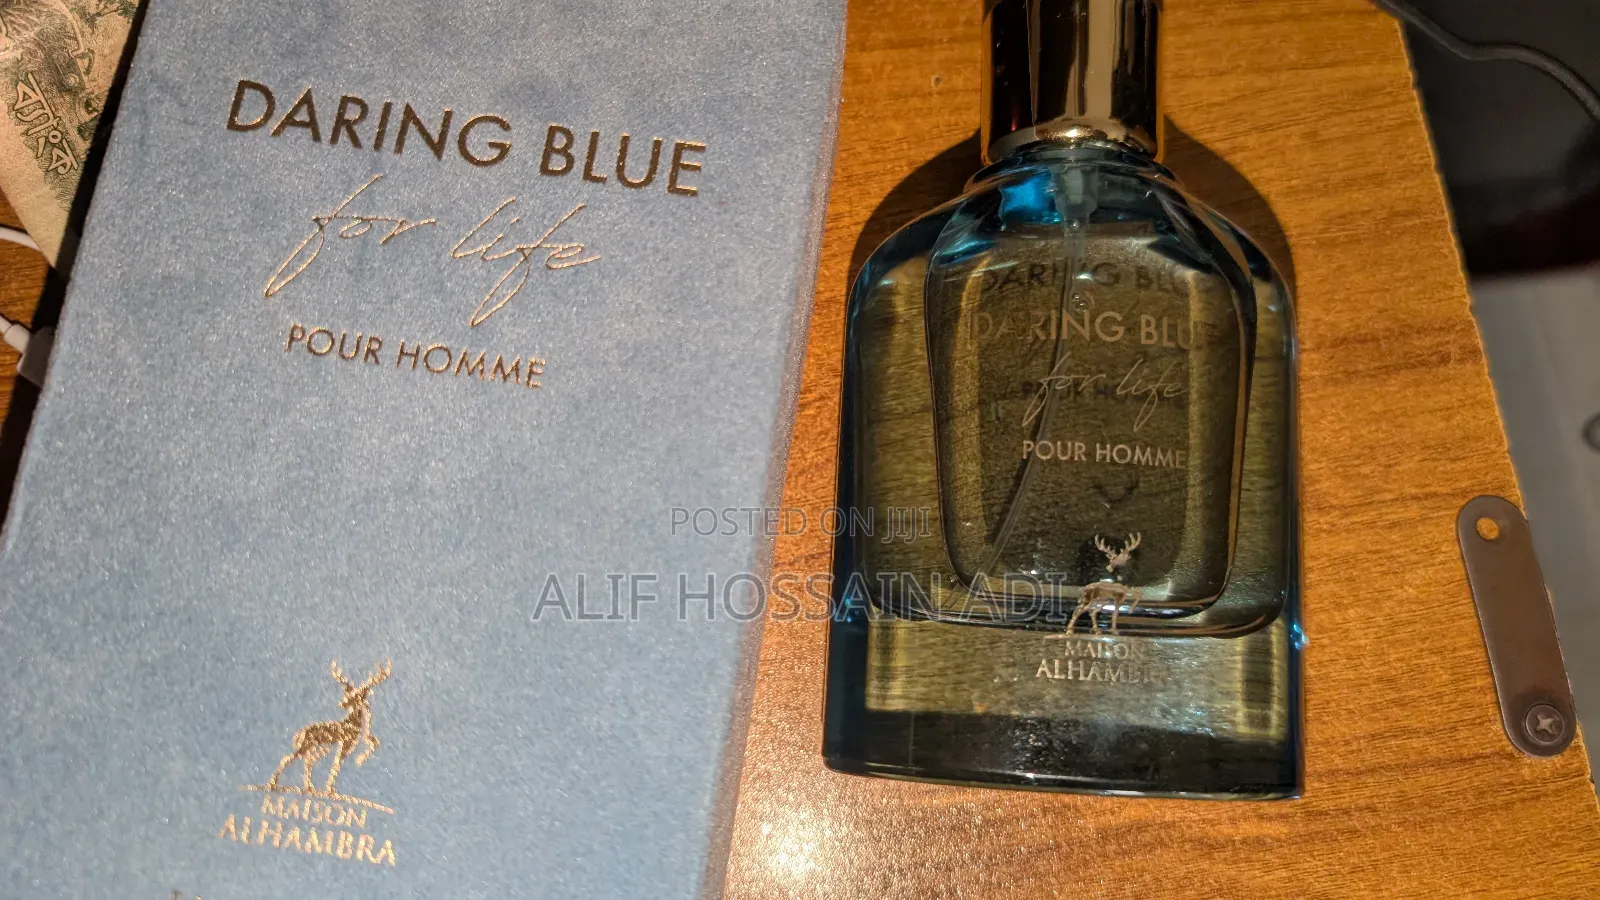 DARING BLUE
for life
POUR HOMME
MAISON
ALHAMBRA
DARING BLUE
for life
POUR HOMME
MAISON
ALHAMBRA
POSTED ON JIJI
ALIF HOSSAIN ADI